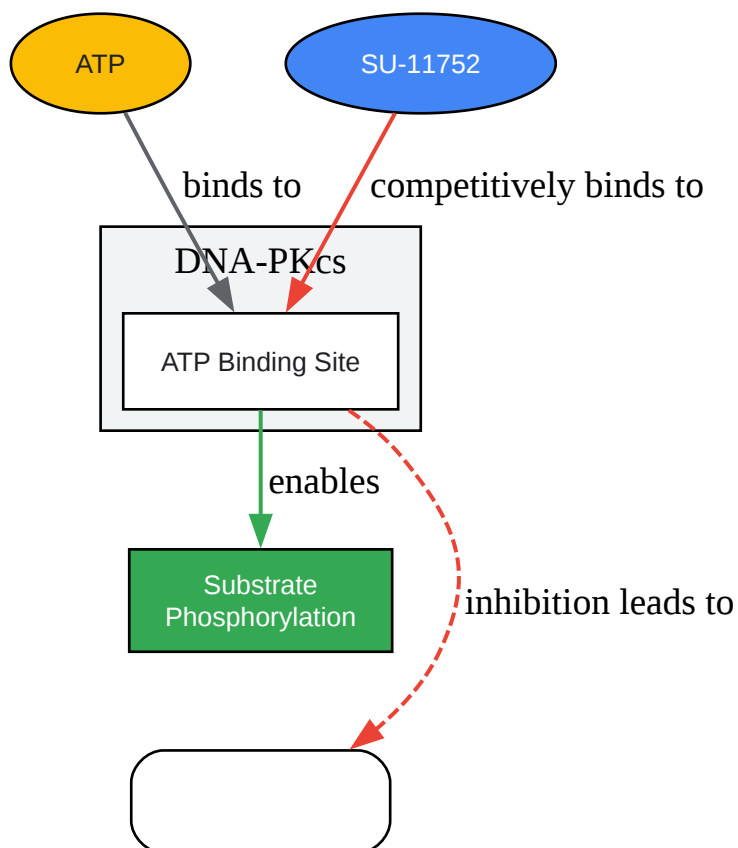 ATP
SU-11752
binds to
competitively binds to
DNA-PKcs
ATP Binding Site
enables
Substrate
Phosphorylation
inhibition leads to